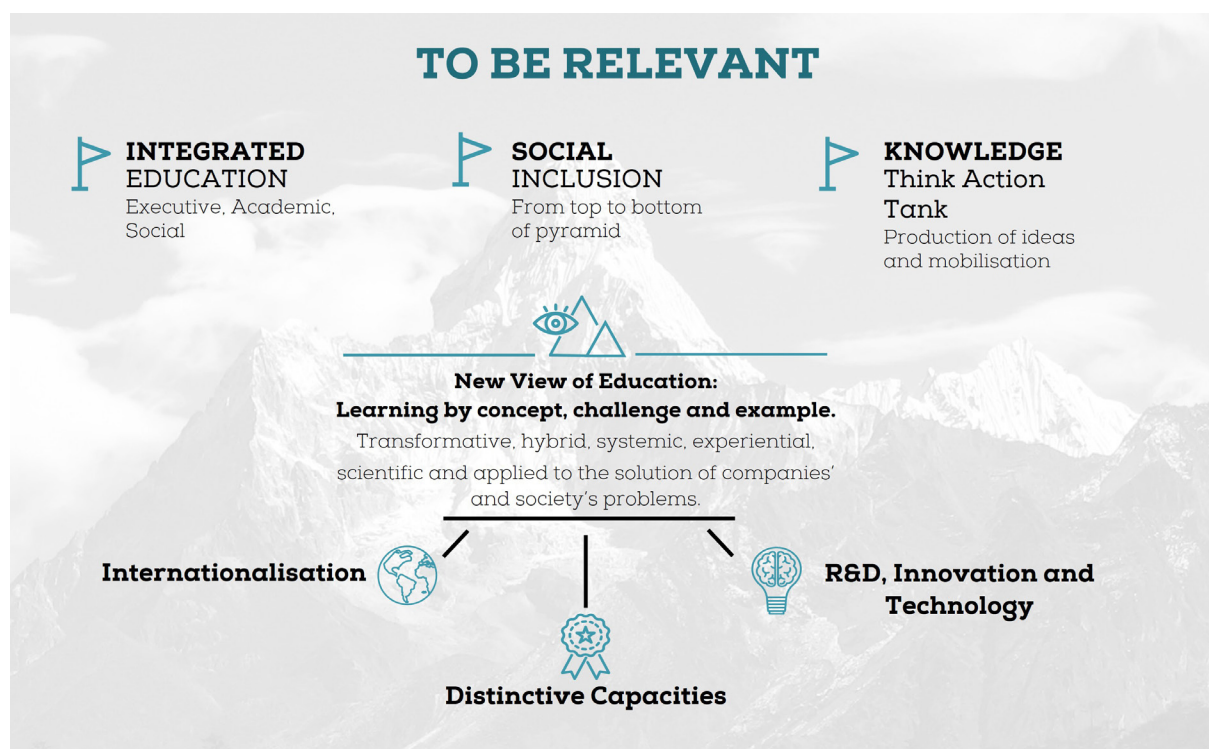 TO BE RELEVANT
INTEGRATED
EDUCATION
Executive, Academic,
Social
SOCIAL
INCLUSION
From top to bottom
of pyramid
KNOWLEDGE
Think Action
Tank
Production of ideas
and mobilisation
New View of Education:
Learning by concept, challenge and example.
Transformative, hybrid, systemic, experiential,
scientific and applied to the solution of companies’
and society’s problems.
Internationalisation
R&D, Innovation and
Technology
Distinctive Capacities